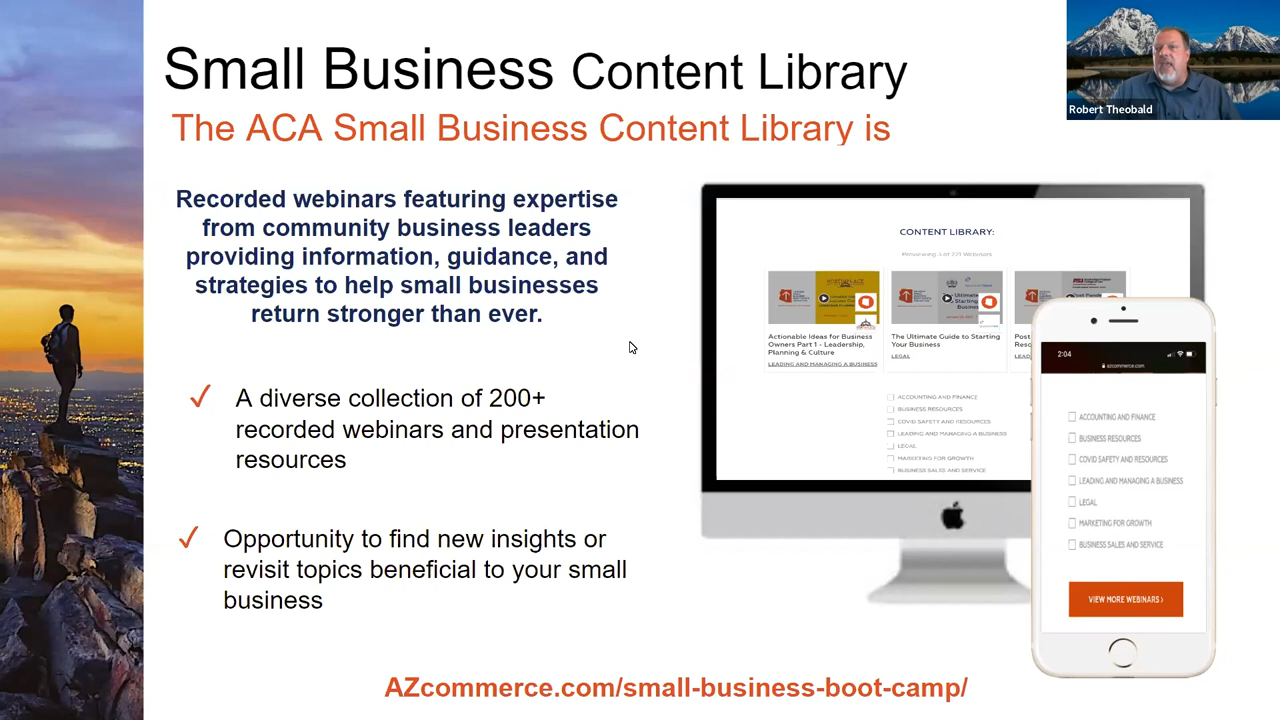 Small Business Content Library
The ACA Small Business Content Library is
Robert Theobald
Recorded webinars featuring expertise
from community business leaders
providing information, guidance, and
strategies to help small businesses
return stronger than ever.
✓ A diverse collection of 200+
recorded webinars and presentation
resources
✓ Opportunity to find new insights or
revisit topics beneficial to your small
business
CONTENT LIBRARY:
Actionable Ideas for Business
Owners Part 1 - Leadership,
Planning & Culture
LEADING AND MANAGING A BUSINESS
The Ultimate Guide to Starting
Your Business
LEGAL
Post
Reso
LEAD
ACCOUNTING AND FINANCE
BUSINESS RESOURCES
COVID SAFETY AND RESOURCES
LEADING AND MANAGING A BUSINESS
LEGAL
MARKETING FOR GROWTH
BUSINESS SALES AND SERVICE
2:04
azcommerce.com
ACCOUNTING AND FINANCE
BUSINESS RESOURCES
COVID SAFETY AND RESOURCES
LEADING AND MANAGING A BUSINESS
LEGAL
MARKETING FOR GROWTH
BUSINESS SALES AND SERVICE
VIEW MORE WEBINARS ›
AZcommerce.com/small-business-boot-camp/